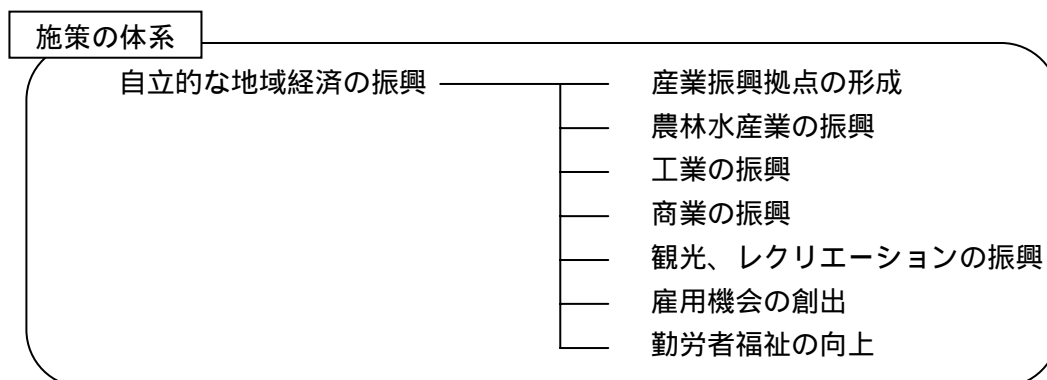 施策の体系
自立的な地域経済の振興
産業振興拠点の形成
農林水産業の振興
工業の振興
商業の振興
観光、レクリエーションの振興
雇用機会の創出
勤労者福祉の向上